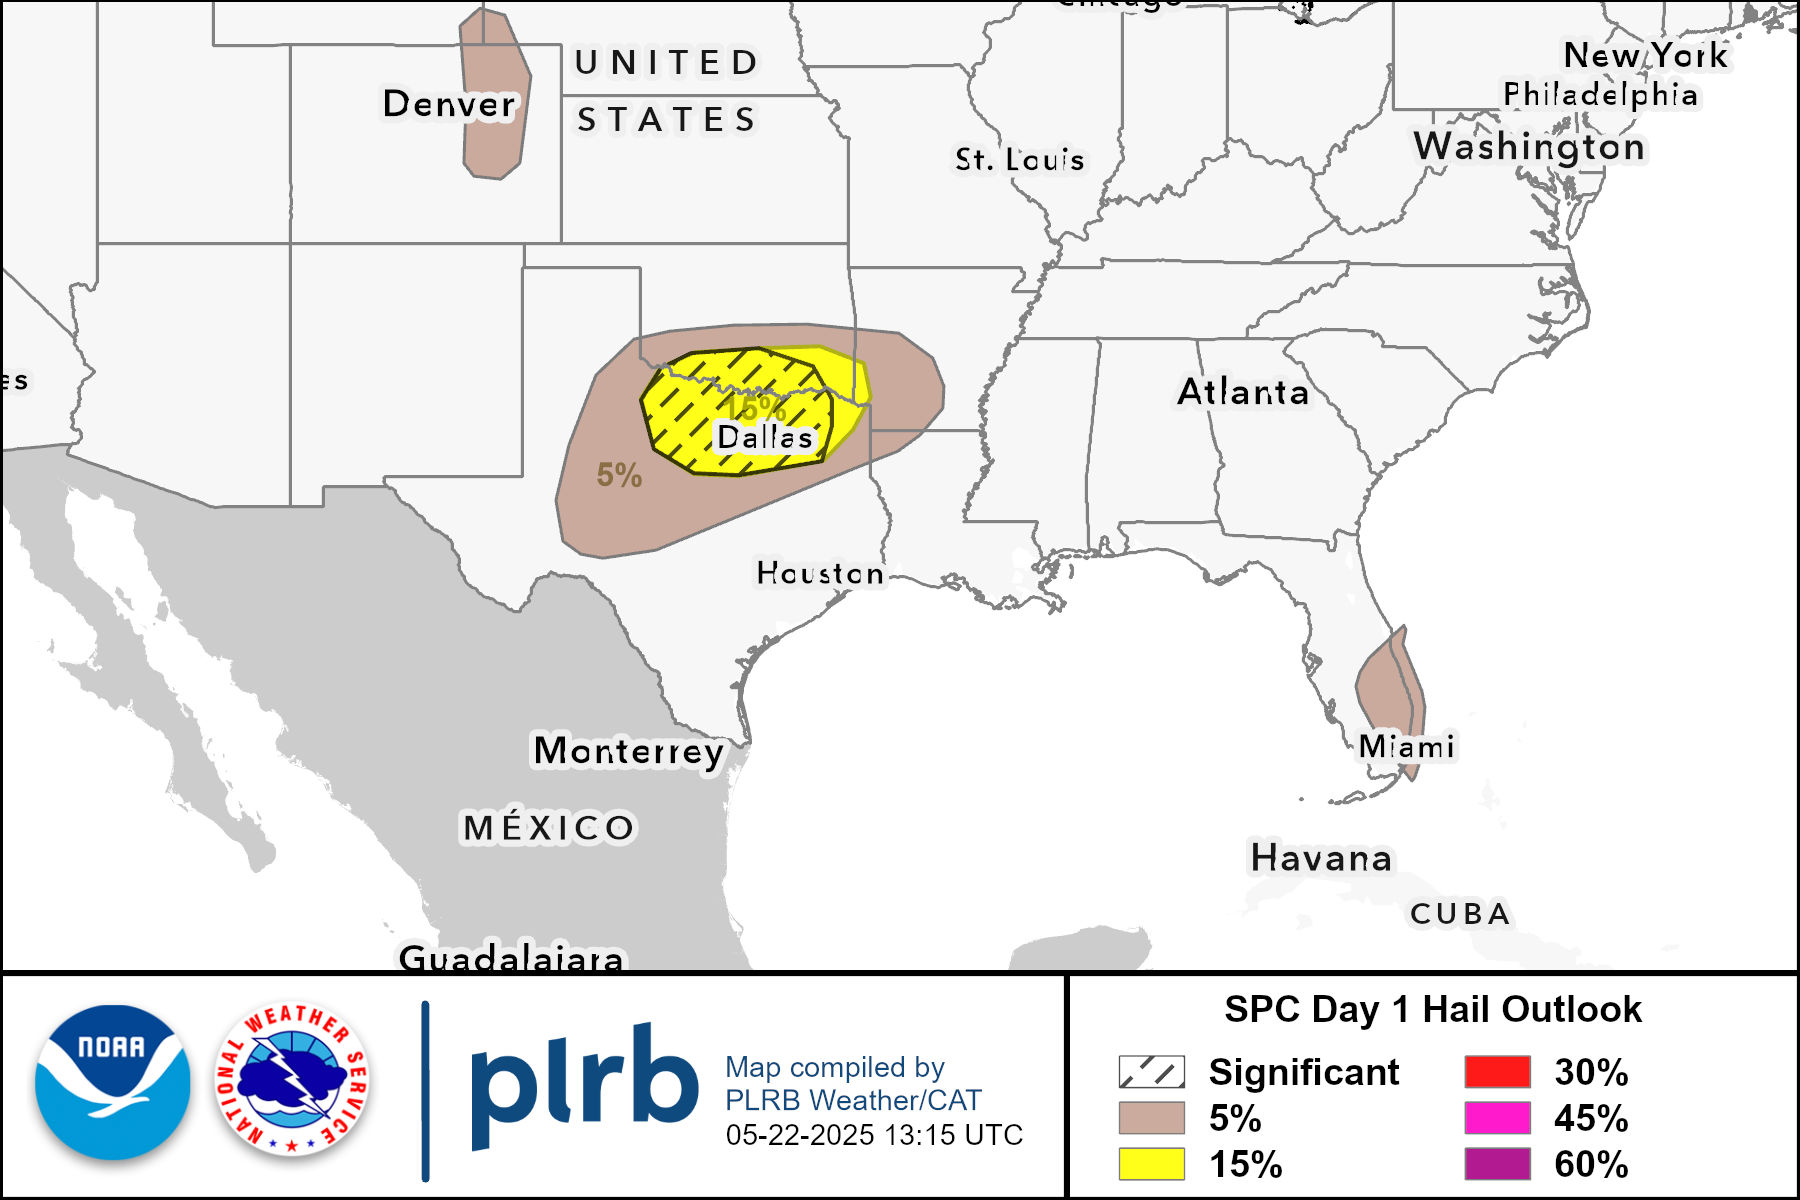 Chicago
UNITED
STATES
New York
Philadelphia
Denver
Washington
St. Louis
es
Atlanta
15%
Dallas
5%
Houston
Monterrey
Miami
MÉXICO
Havana
CUBA
Guadalajara
NOAA
NATIONAL WEATHER SERVICE
plrb
Map compiled by
PLRB Weather/CAT
05-22-2025 13:15 UTC
SPC Day 1 Hail Outlook
Significant
30%
5%
45%
15%
60%